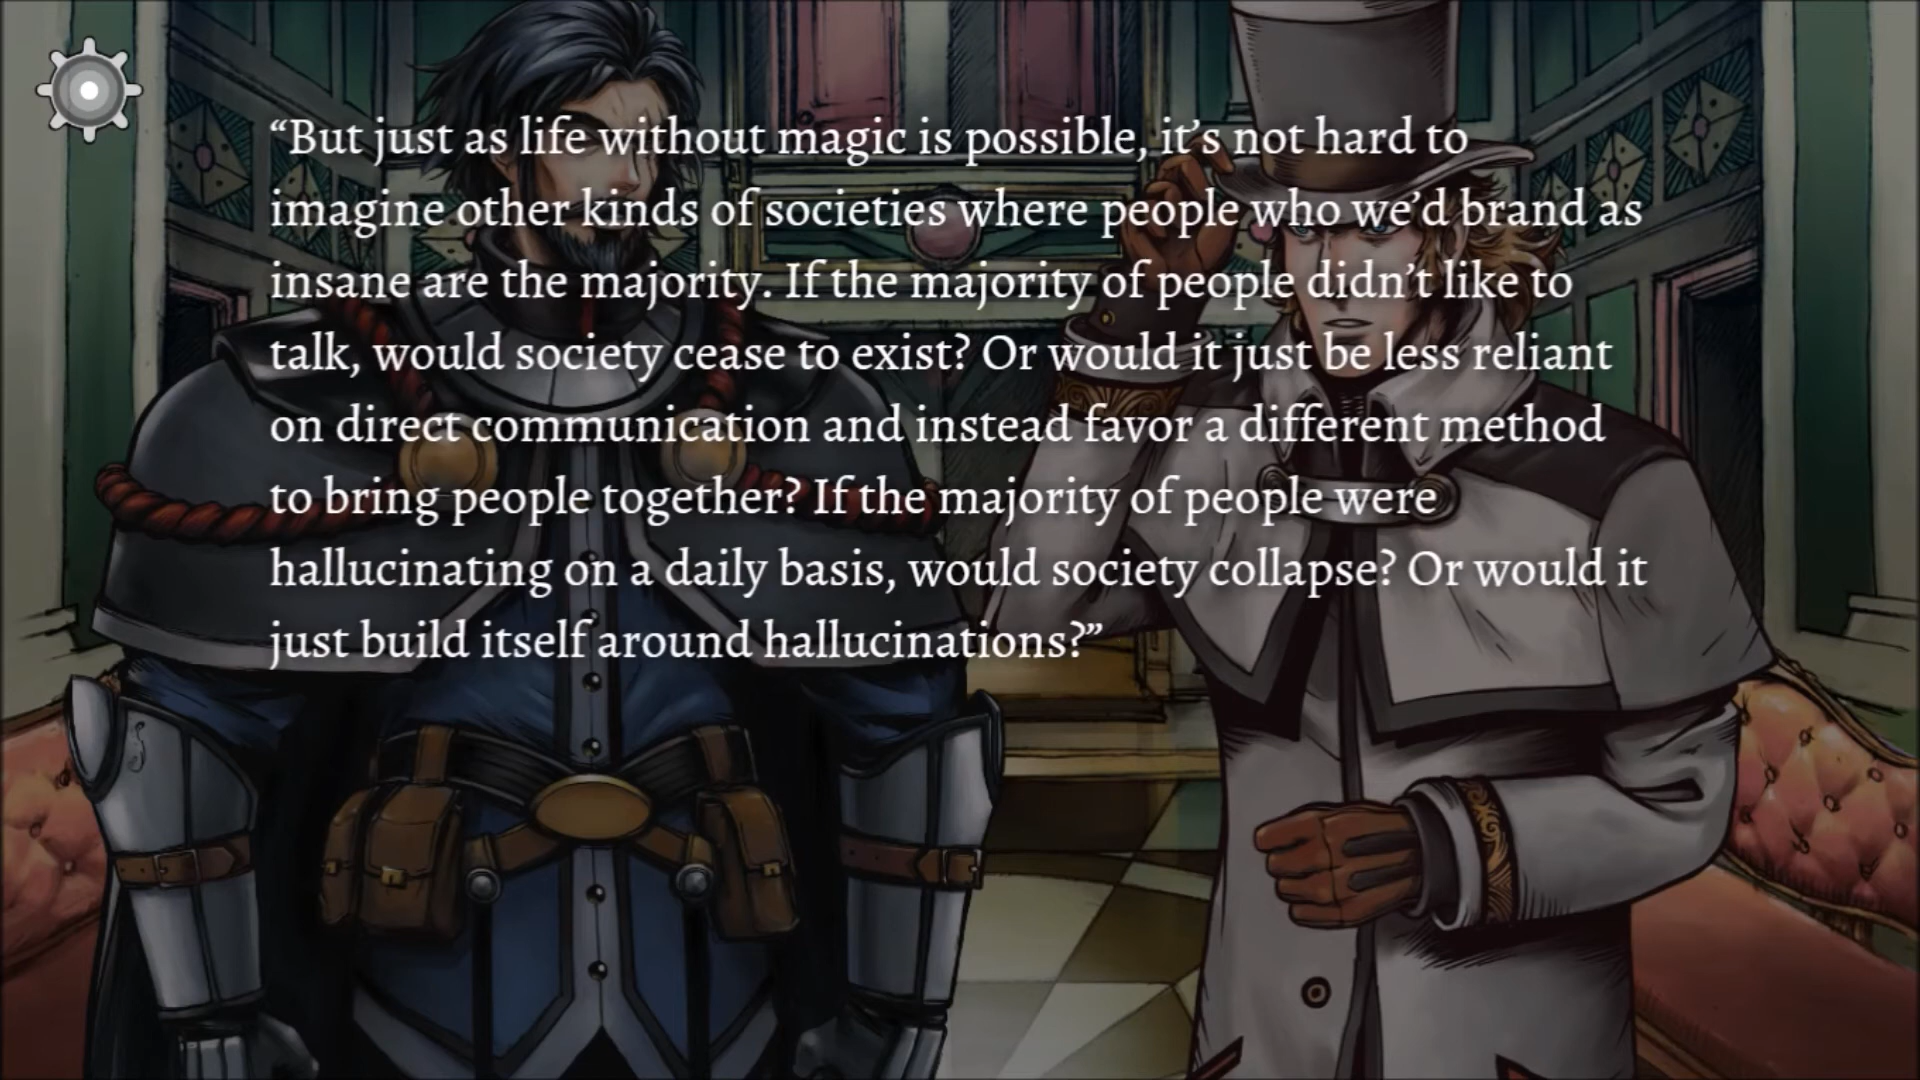 “But just as life without magic is possible, it’s not hard to
imagine other kinds of societies where people who we’d brand as
insane are the majority. If the majority of people didn’t like to
talk, would society cease to exist? Or would it just be less reliant
on direct communication and instead favor a different method
to bring people together? If the majority of people were
hallucinating on a daily basis, would society collapse? Or would it
just build itself around hallucinations?”